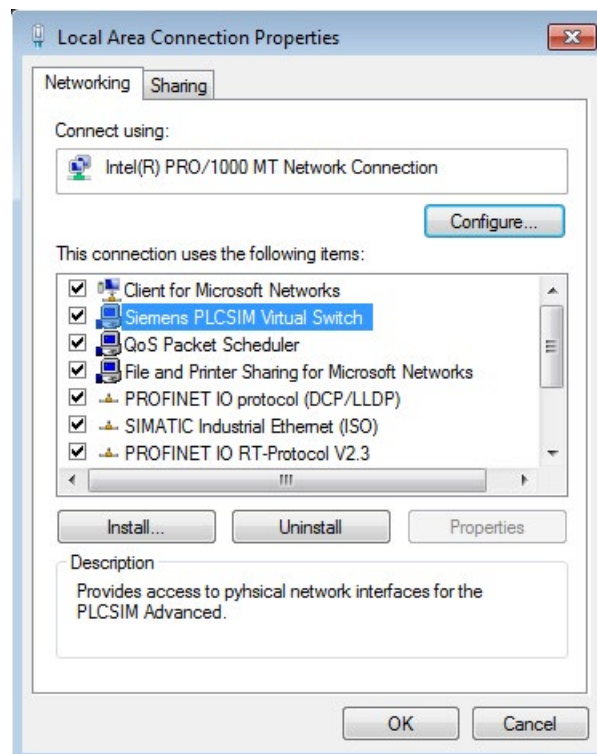 Local Area Connection Properties
Networking
Sharing
Connect using:
Intel(R) PRO/1000 MT Network Connection
Configure...
This connection uses the following items:
Client for Microsoft Networks
Siemens PLCSIM Virtual Switch
QoS Packet Scheduler
File and Printer Sharing for Microsoft Networks
PROFINET IO protocol (DCP/LLDP)
SIMATIC Industrial Ethernet (ISO)
PROFINET IO RT-Protocol V2.3
Install...
Uninstall
Properties
Description
Provides access to pyhsical network interfaces for the
PLCSIM Advanced.
OK
Cancel